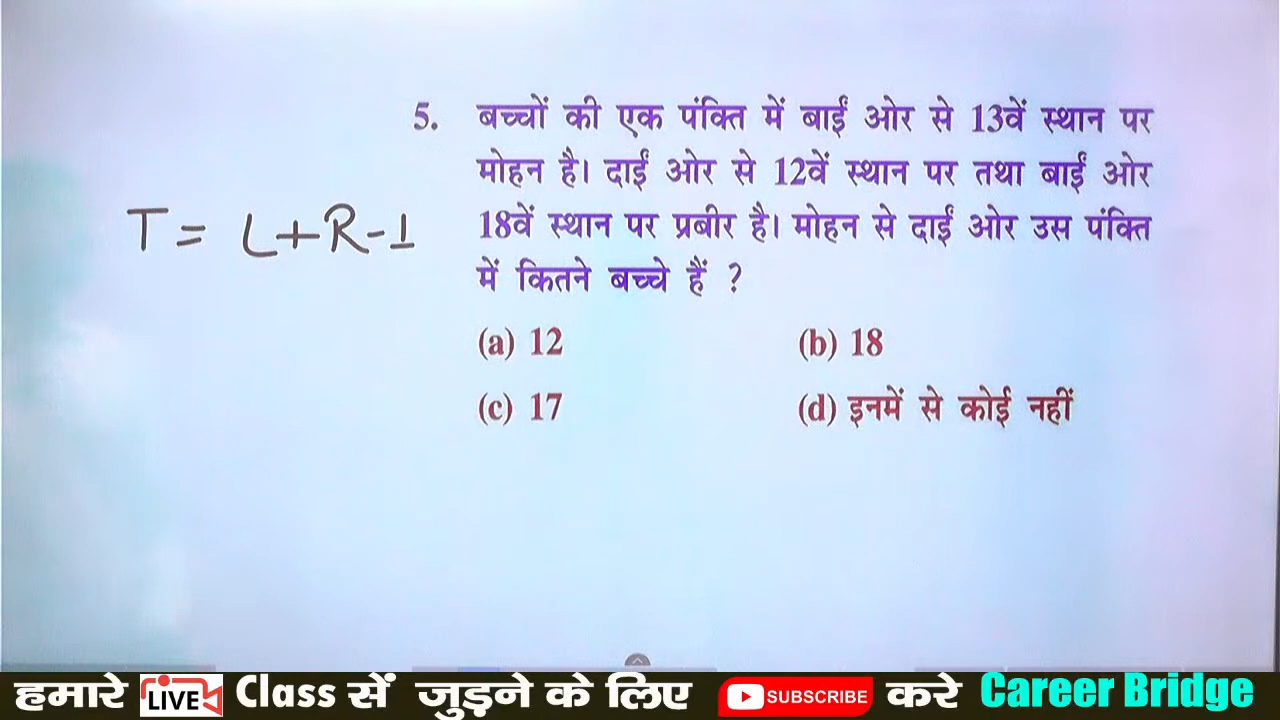 5. बच्चों की एक पंक्ति में बाईं ओर से 13वें स्थान पर
मोहन है। दाईं ओर से 12वें स्थान पर तथा बाईं ओर
18वें स्थान पर प्रबीर है। मोहन से दाईं ओर उस पंक्ति
में कितने बच्चे हैं ?
T = L+R-1
(a) 12 (b) 18
(c) 17 (d) इनमें से कोई नहीं
हमारे LIVE Class सें जुड़ने के लिए SUBSCRIBE करे Career Bridge